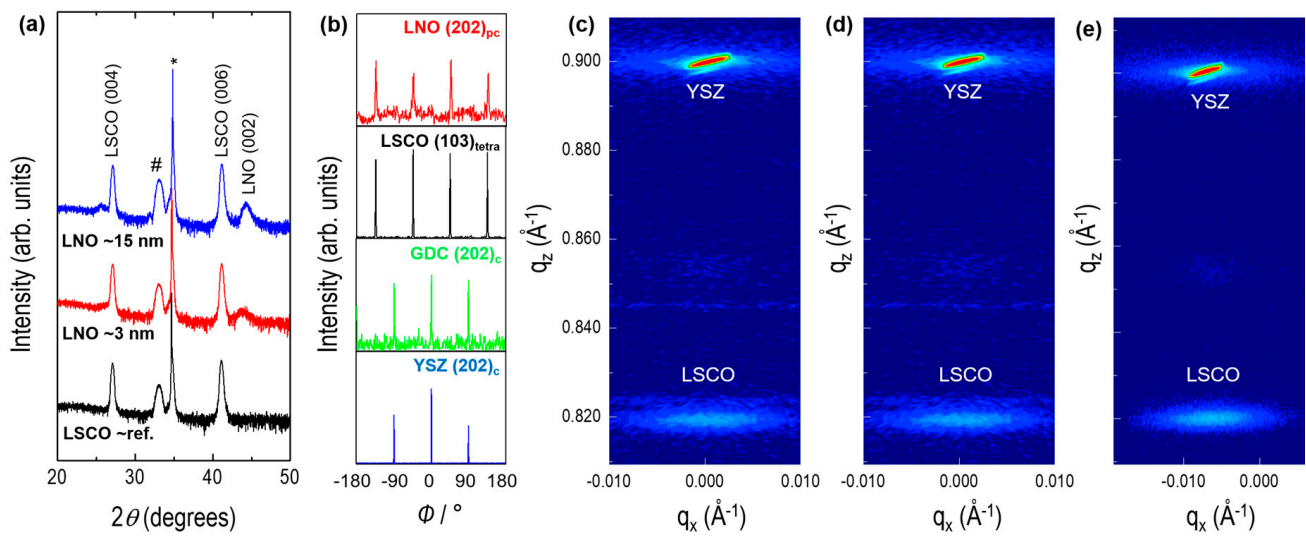 (a)
Intensity (arb. units)
LSCO (004)
#
*
LSCO (006)
LNO (002)
LNO ~15 nm
LNO ~3 nm
LSCO ~ref.
20 30 40 50
2θ (degrees)
(b)
Intensity (arb. units)
LNO (202)pc
LSCO (103)tetra
GDC (202)c
YSZ (202)c
-180 -90 0 90 180
Φ / °
(c)
qz (Å-1)
0.900
0.880
0.860
0.840
0.820
YSZ
LSCO
-0.010 0.000 0.010
qx (Å-1)
(d)
qz (Å-1)
YSZ
LSCO
-0.010 0.000 0.010
qx (Å-1)
(e)
qz (Å-1)
YSZ
LSCO
-0.010 0.000
qx (Å-1)